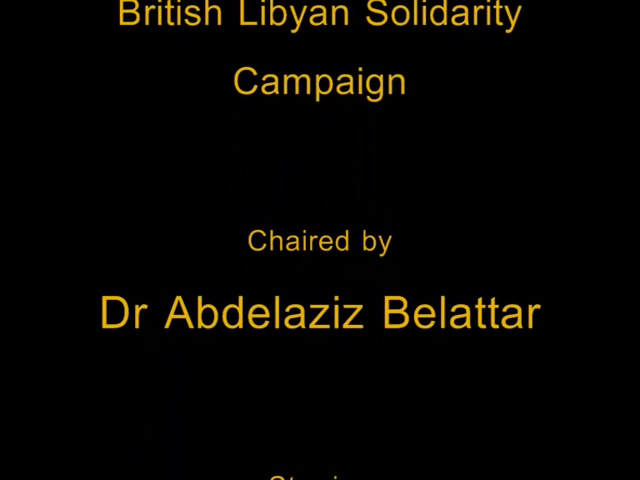 British Libyan Solidarity
Campaign
Chaired by
Dr Abdelaziz Belattar